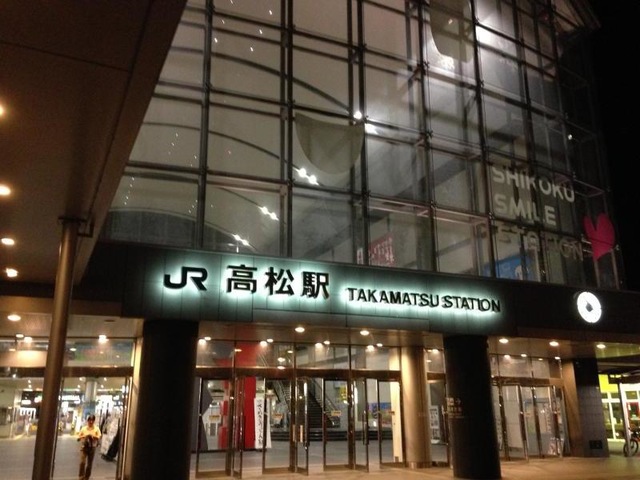 SHIKOKU
SMILE
STATION
JR 高松駅 TAKAMATSU STATION